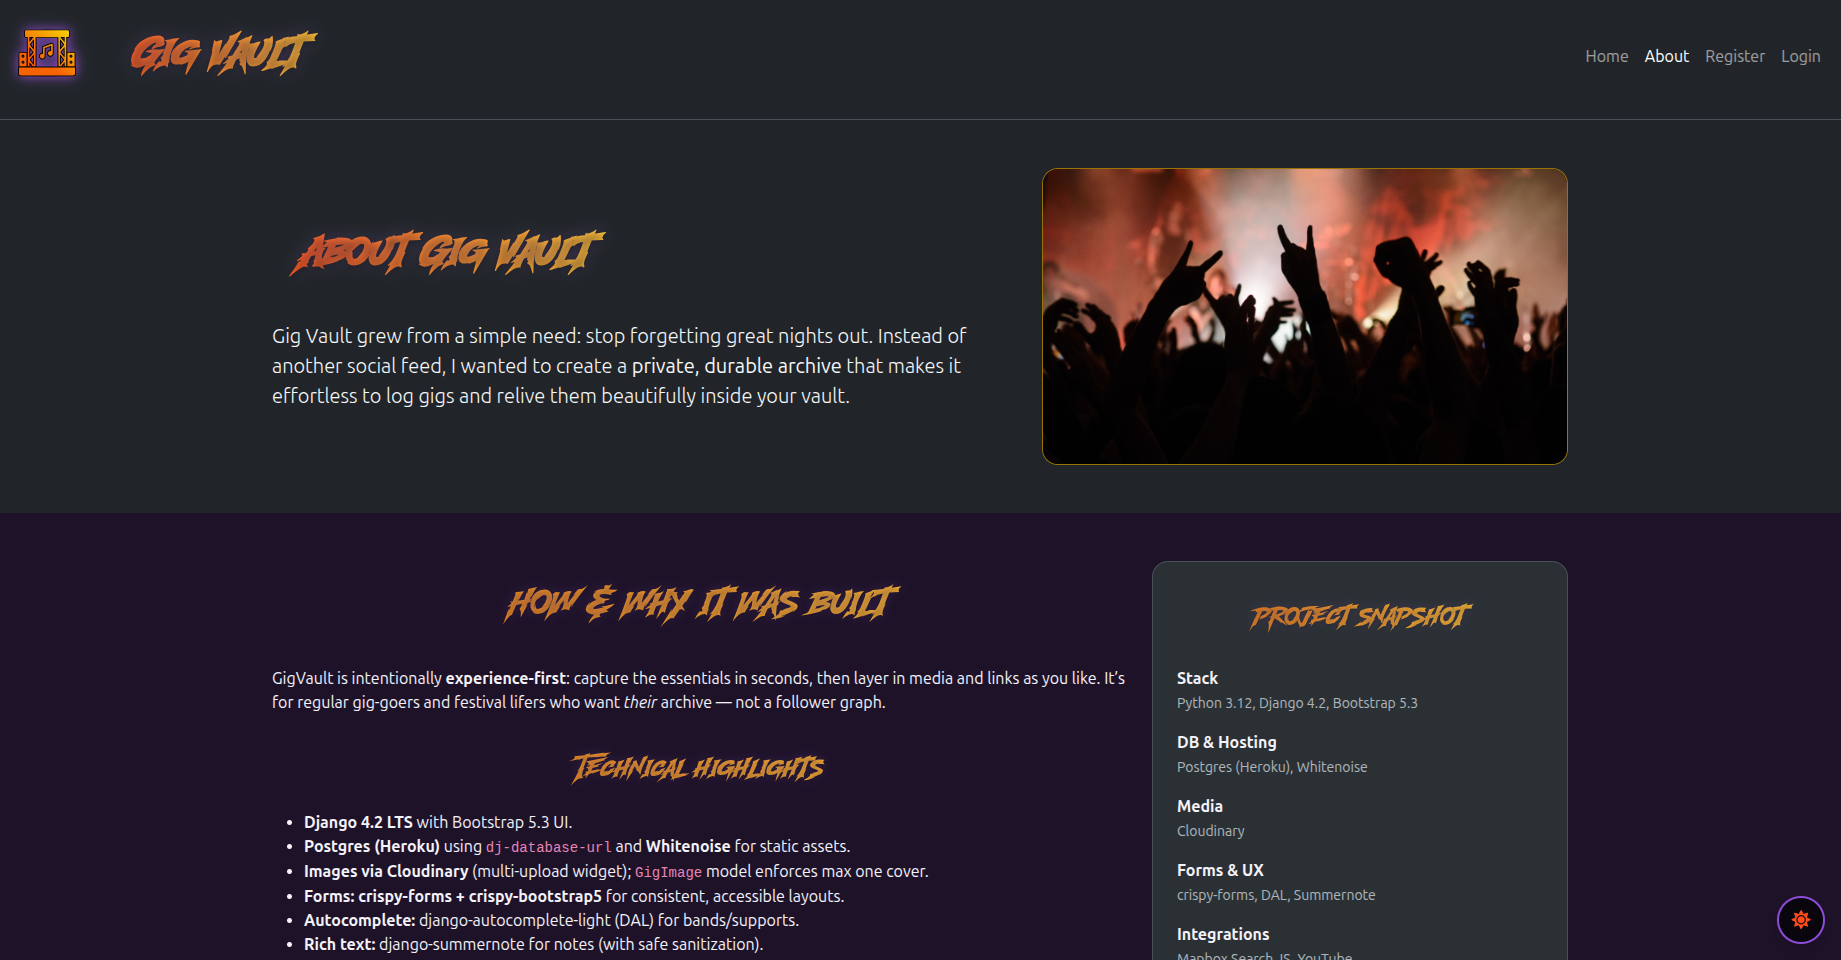 Gig Vault
Home About Register Login
About Gig Vault
Gig Vault grew from a simple need: stop forgetting great nights out. Instead of
another social feed, I wanted to create a private, durable archive that makes it
effortless to log gigs and relive them beautifully inside your vault.
How & why it was built
GigVault is intentionally experience-first: capture the essentials in seconds, then layer in media and links as you like. It’s
for regular gig-goers and festival lifers who want their archive — not a follower graph.
Technical highlights
• Django 4.2 LTS with Bootstrap 5.3 UI.
• Postgres (Heroku) using dj-database-url and Whitenoise for static assets.
• Images via Cloudinary (multi-upload widget); GigImage model enforces max one cover.
• Forms: crispy-forms + crispy-bootstrap5 for consistent, accessible layouts.
• Autocomplete: django-autocomplete-light (DAL) for bands/supports.
• Rich text: django-summernote for notes (with safe sanitization).
Project snapshot
Stack
Python 3.12, Django 4.2, Bootstrap 5.3
DB & Hosting
Postgres (Heroku), Whitenoise
Media
Cloudinary
Forms & UX
crispy-forms, DAL, Summernote
Integrations
Mapbox Search JS, YouTube